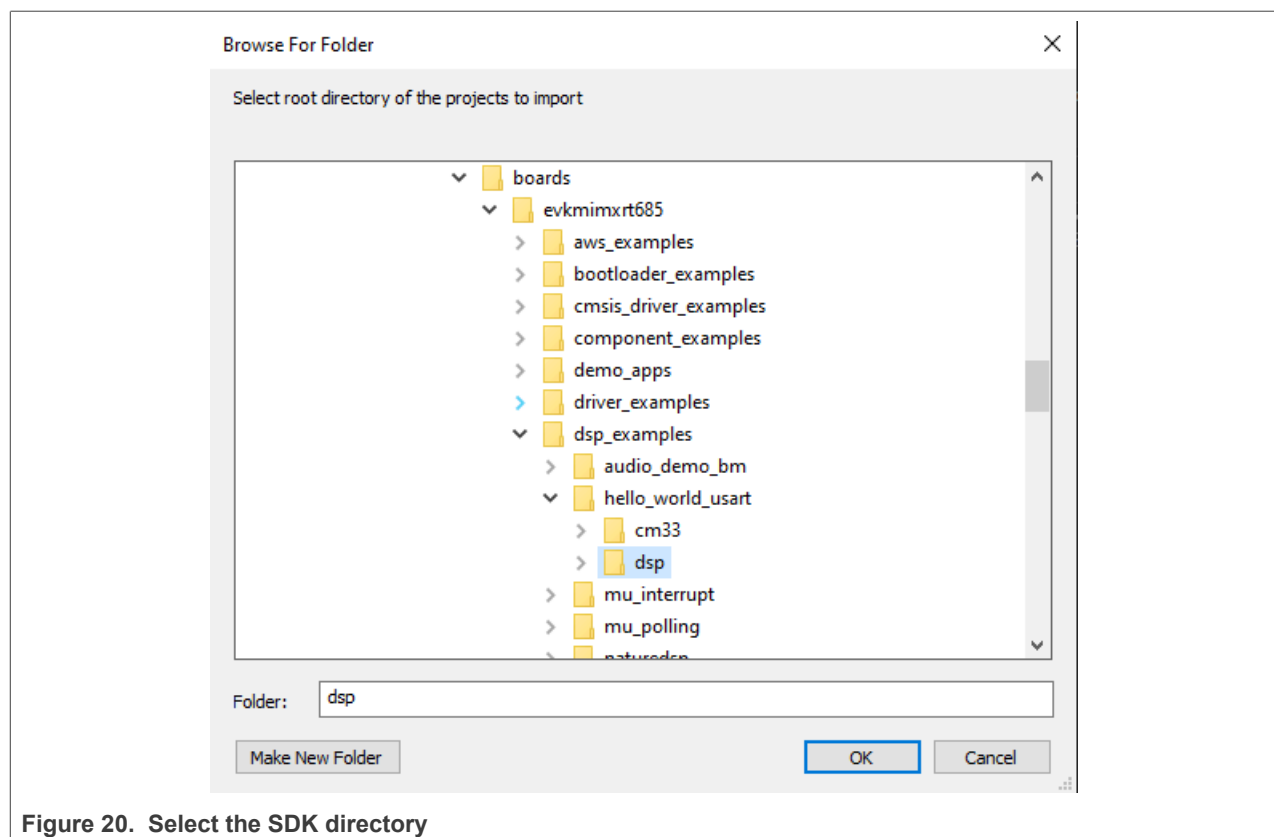 Browse For Folder
Select root directory of the projects to import
boards
evkmimxrt685
aws_examples
bootloader_examples
cmsis_driver_examples
component_examples
demo_apps
driver_examples
dsp_examples
audio_demo_bm
hello_world_usart
cm33
dsp
mu_interrupt
mu_polling
naturedsp
Folder: dsp
Make New Folder OK Cancel
Figure 20. Select the SDK directory